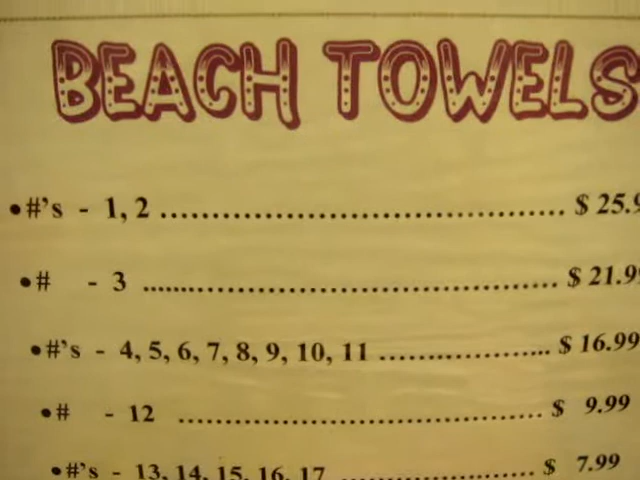 BEACH TOWELS
•#'s - 1, 2 ........................................ $ 25.9
•# - 3 ................................................ $ 21.99
•#'s - 4, 5, 6, 7, 8, 9, 10, 11 .................... $ 16.99
•# - 12 ........................................ $ 9.99
•#'s - 13, 14, 15, 16, 17 ........................ $ 7.99